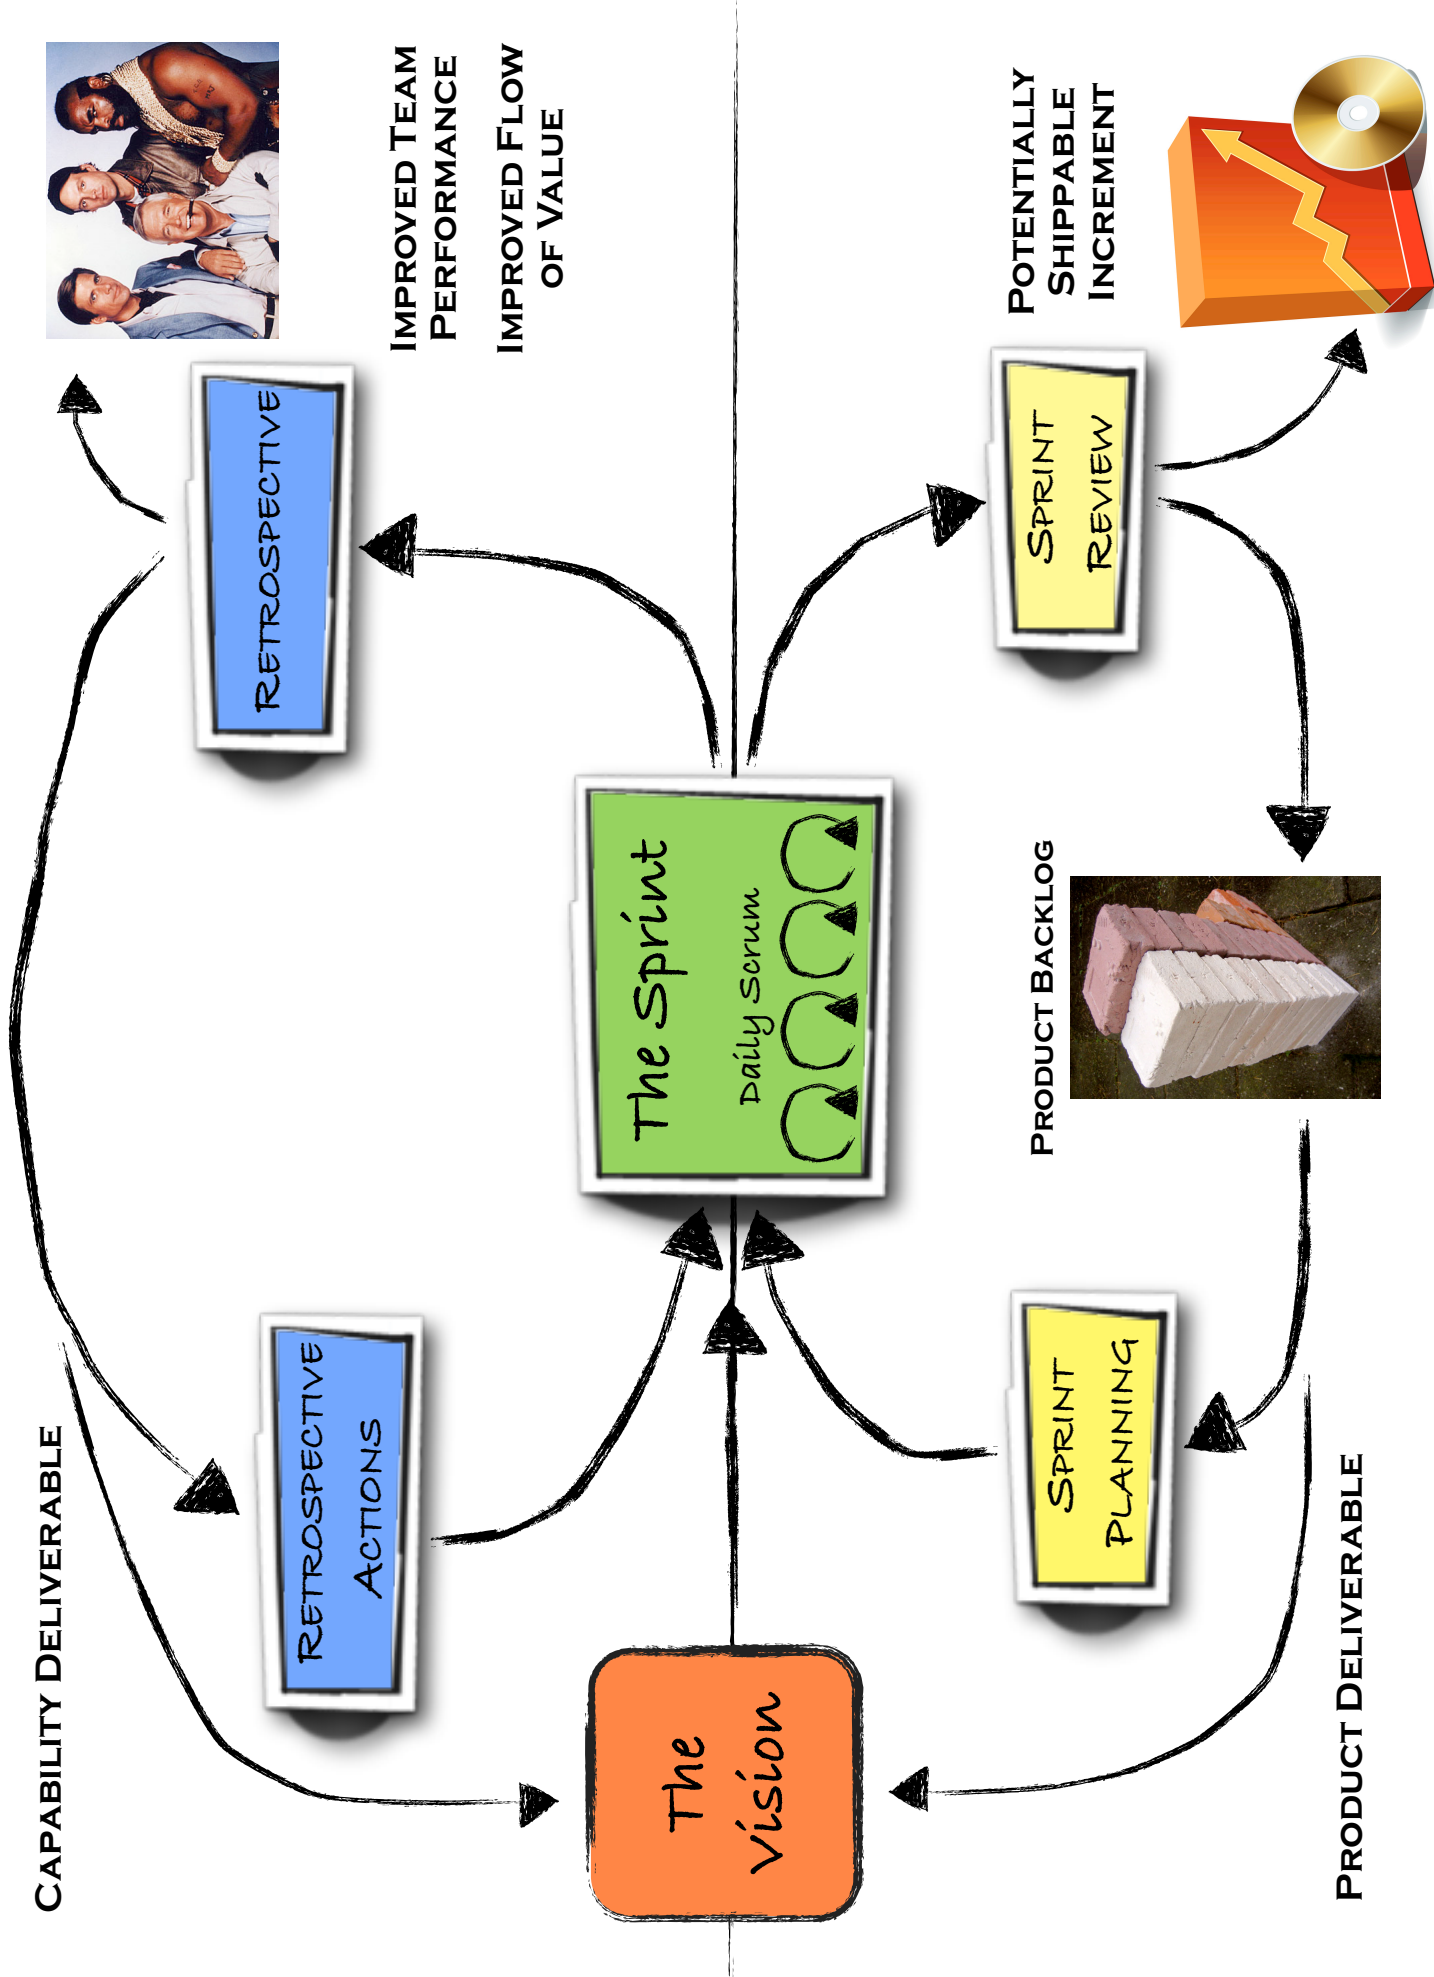 Capability Deliverable
Retrospective
Actions
Retrospective
Improved Team
Performance
Improved Flow
of Value
The
Vision
The Sprint
Daily Scrum
Sprint
Planning
Product Backlog
Sprint
Review
Potentially
Shippable
Increment
Product Deliverable